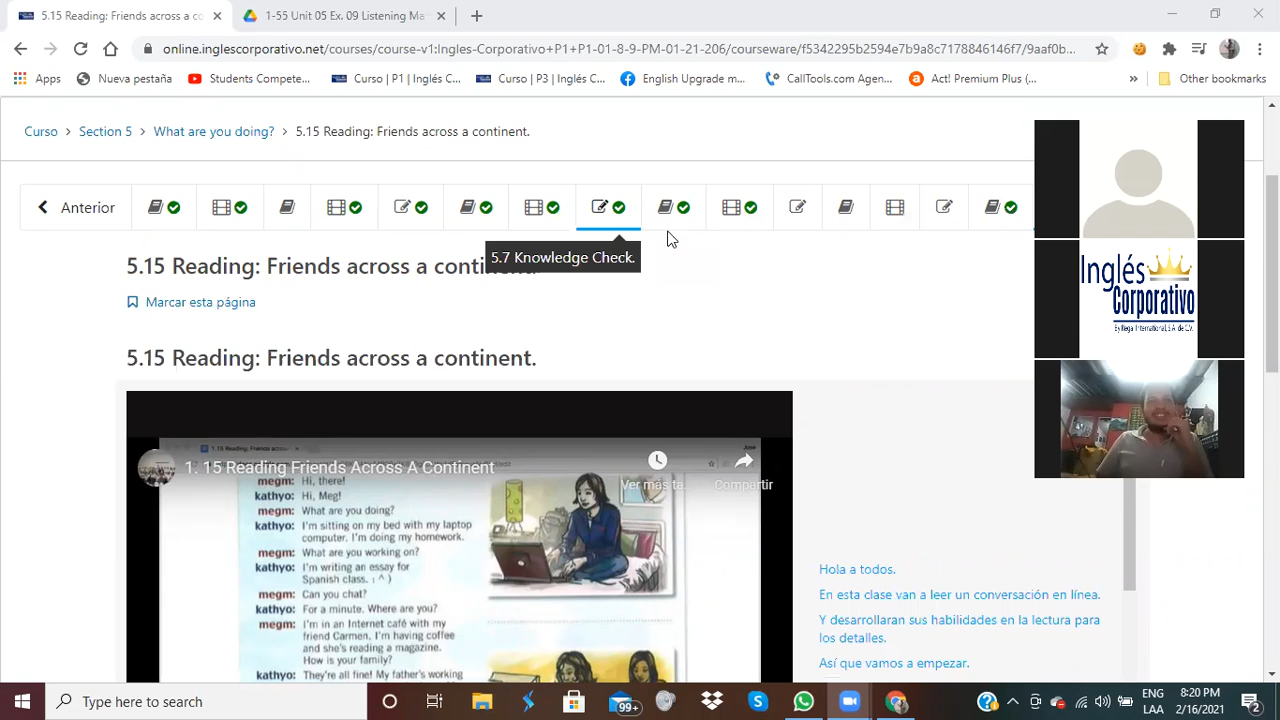 5.15 Reading: Friends across a co
1-55 Unit 05 Ex. 09 Listening Ma
online.inglescorporativo.net/courses/course-v1:Ingles-Corporativo+P1+P1-01-8-9-PM-01-21-206/courseware/f5342295b2594e7b9a8c7178846146f7/9aaf0b...
Apps
Nueva pestaña
Students Compete...
Curso | P1 | Inglés C...
Curso | P3 | Inglés C...
English Upgrade m...
CallTools.com Agen...
Act! Premium Plus (...
»
Other bookmarks
Curso > Section 5 > What are you doing? > 5.15 Reading: Friends across a continent.
Anterior
5.7 Knowledge Check.
5.15 Reading: Friends across a continent.
Marcar esta página
5.15 Reading: Friends across a continent.
1. 15 Reading Friends Across A Continent
Ver más ta...
Compartir
megm: Hi, there!
kathyo: Hi, Meg!
megm: What are you doing?
kathyo: I'm sitting on my bed with my laptop
computer. I'm doing my homework.
megm: What are you working on?
kathyo: I'm writing an essay for
Spanish class. : ^ )
megm: Can you chat?
kathyo: For a minute. Where are you?
megm: I'm in an Internet café with my
friend Carmen. I'm having coffee
and she's reading a magazine.
How is your family?
kathyo: They're all fine! My father's working
Hola a todos.
En esta clase van a leer un conversación en línea.
Y desarrollaran sus habilidades en la lectura para
los detalles.
Así que vamos a empezar.
Inglés
Corporativo
Type here to search
99+
ENG
LAA
8:20 PM
2/16/2021
2